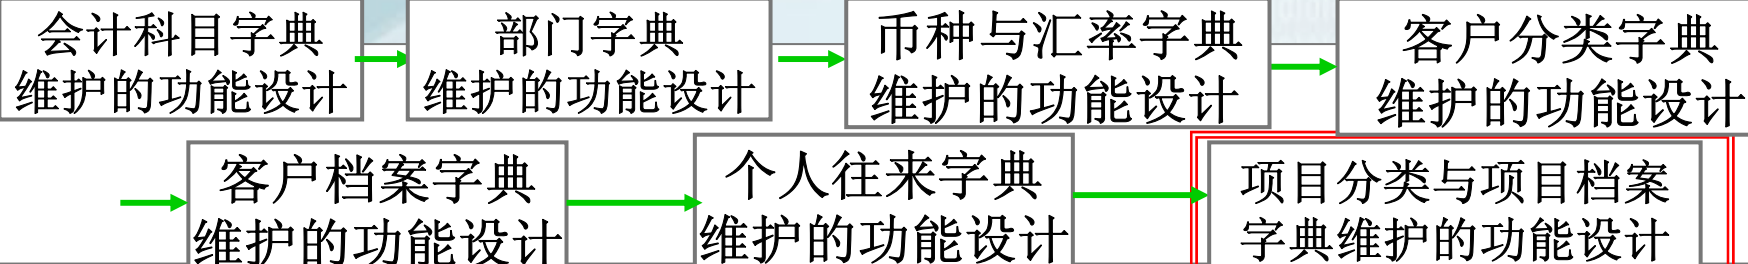 会计科目字典
维护的功能设计
部门字典
维护的功能设计
币种与汇率字典
维护的功能设计
客户分类字典
维护的功能设计
客户档案字典
维护的功能设计
个人往来字典
维护的功能设计
项目分类与项目档案
字典维护的功能设计